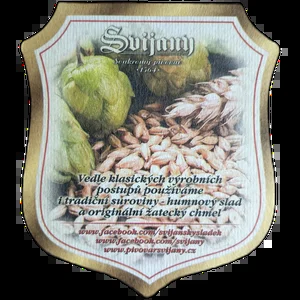 Svijany
·1564·
Vedle klasických výrobních
postupů používáme
i tradiční suroviny - humnový slad
a originální žatecký chmel
www.facebook.com/svijanskysladek
www.facebook.com/svijany
www.pivovarsvijany.cz